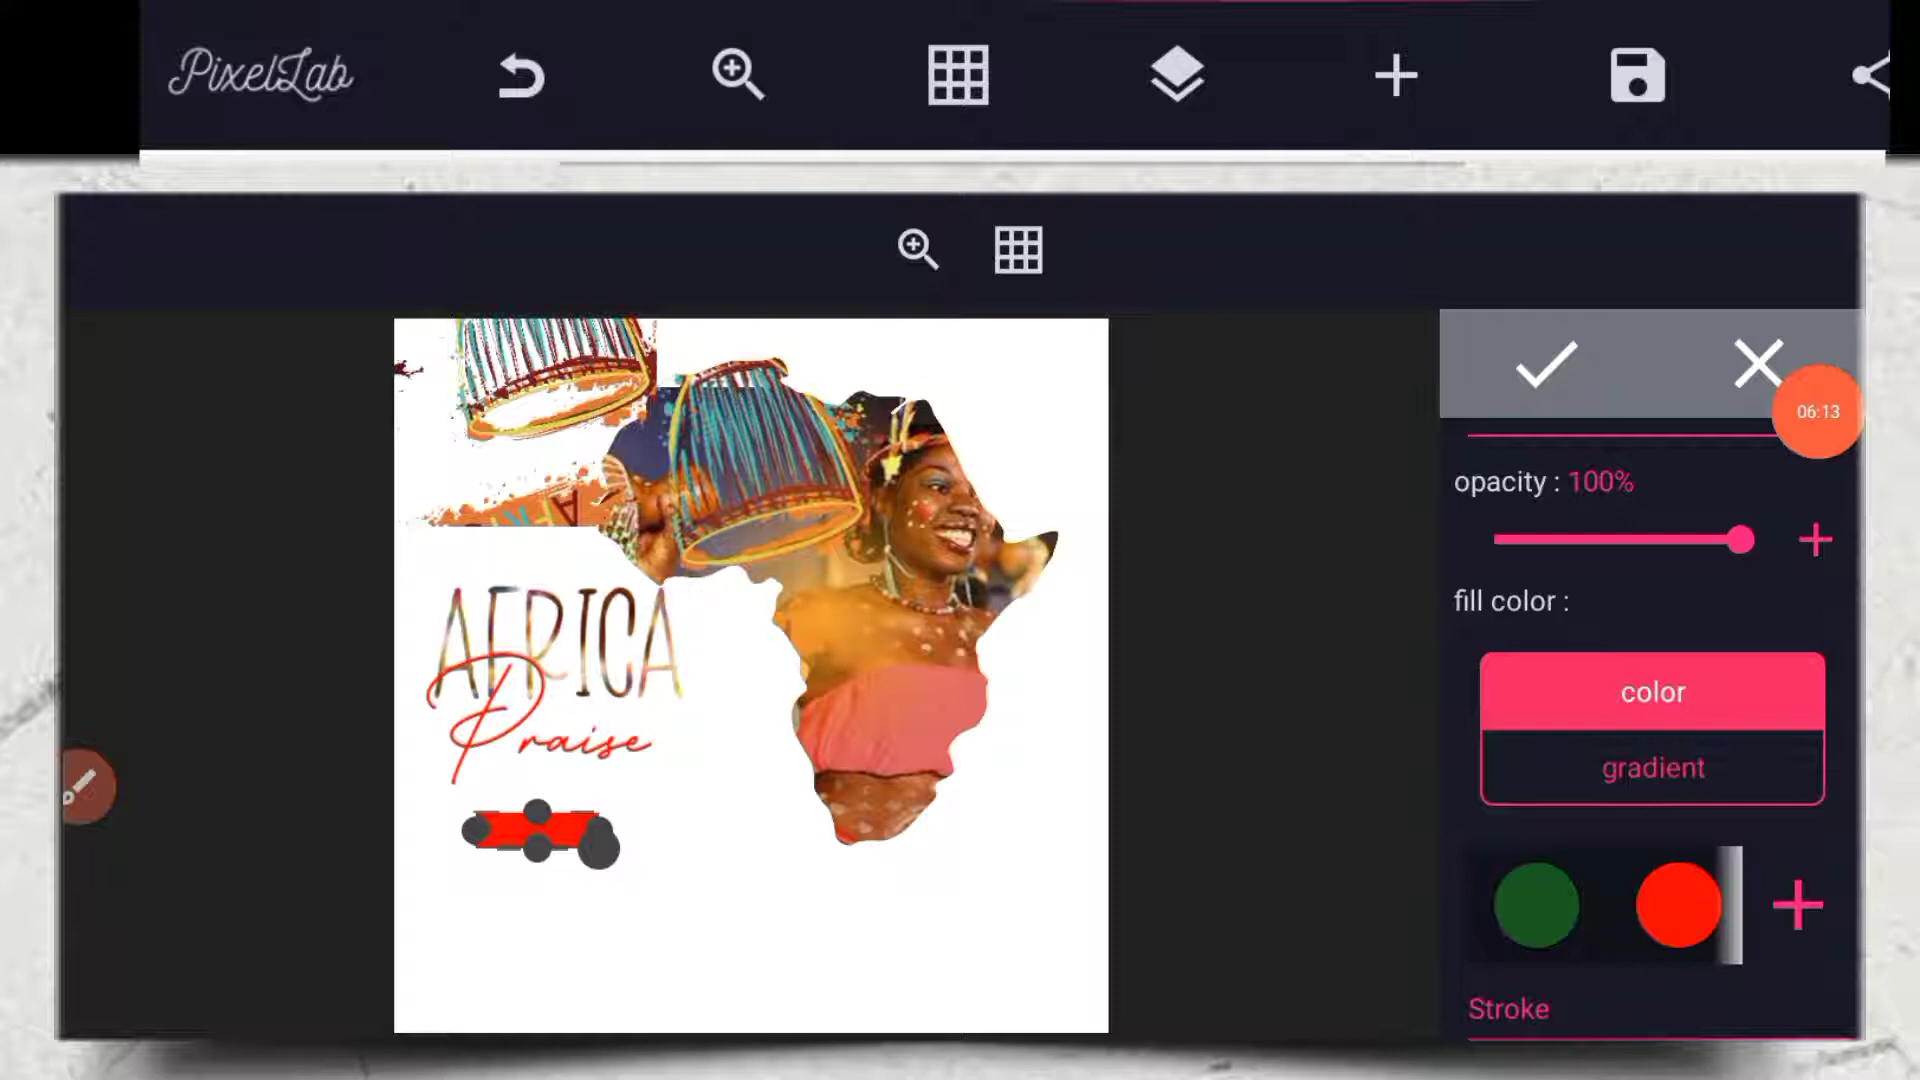 PixelLab
06:13
opacity : 100%
fill color :
color
gradient
Stroke
AFRICA
Praise